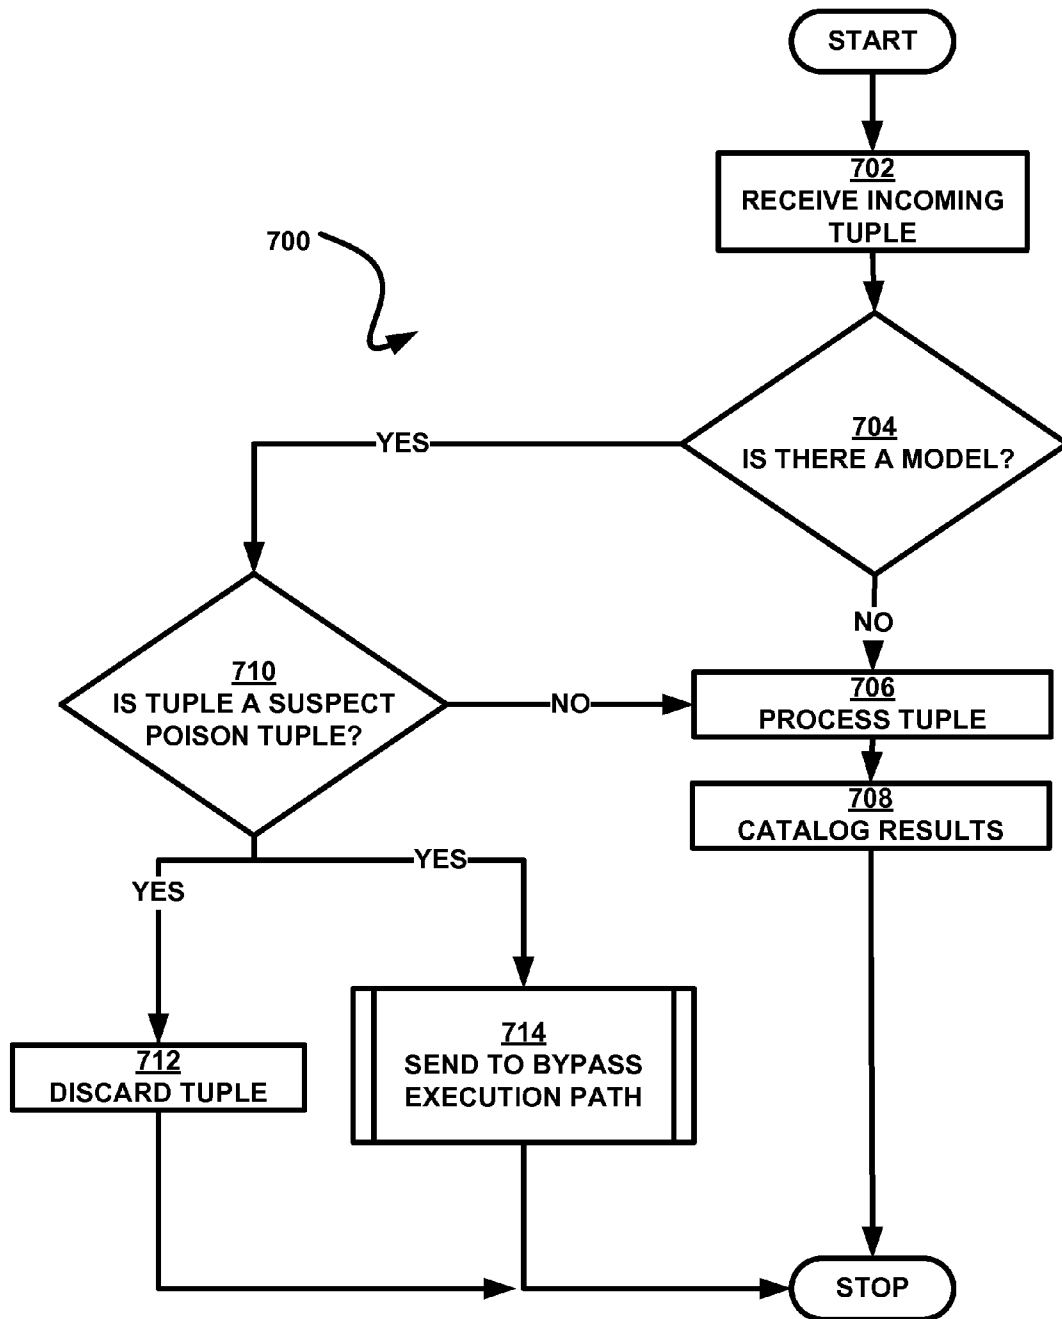 START
702
RECEIVE INCOMING
TUPLE
700
704
IS THERE A MODEL?
YES
NO
710
IS TUPLE A SUSPECT
POISON TUPLE?
NO
706
PROCESS TUPLE
708
CATALOG RESULTS
YES
YES
712
DISCARD TUPLE
714
SEND TO BYPASS
EXECUTION PATH
STOP